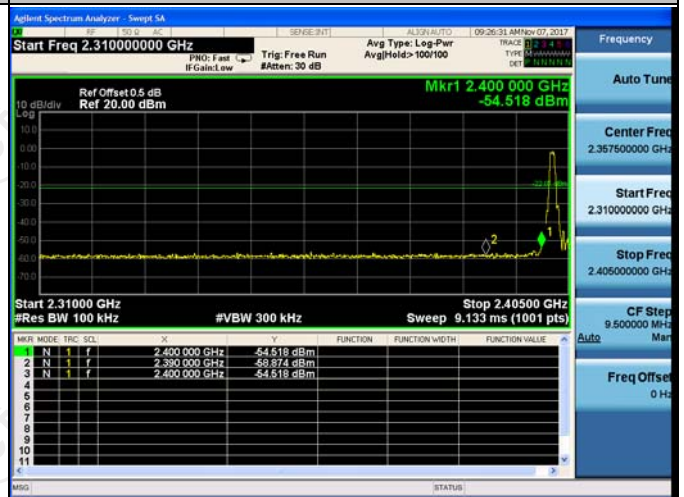 Agilent Spectrum Analyzer - Swept SA
RF 50 Ω AC SENSE:INT ALIGN AUTO 09:26:31 AM Nov 07, 2017
Start Freq 2.310000000 GHz
PNO: Fast
IFGain:Low
Trig: Free Run
#Atten: 30 dB
Avg Type: Log-Pwr
Avg|Hold:>100/100
TRACE 1 2 3 4 5 6
TYPE
DET P N N N N N
Ref Offset 0.5 dB
10 dB/div Ref 20.00 dBm
Log
Mkr1 2.400 000 GHz
-54.518 dBm
10.0
0.00
-10.0
-20.0
-30.0
-40.0
-50.0
-60.0
-70.0
2
1
Start 2.31000 GHz Stop 2.40500 GHz
#Res BW 100 kHz #VBW 300 kHz Sweep 9.133 ms (1001 pts)
MKR MODE TRC SCL X Y FUNCTION FUNCTION WIDTH FUNCTION VALUE
1 N 1 f 2.400 000 GHz -54.518 dBm
2 N 1 f 2.390 000 GHz -58.874 dBm
3 N 1 f 2.400 000 GHz -54.518 dBm
4
5
6
7
8
9
10
11
MSG STATUS
Frequency
Auto Tune
Center Freq
2.357500000 GHz
Start Freq
2.310000000 GHz
Stop Freq
2.405000000 GHz
CF Step
9.500000 MHz
Auto Man
Freq Offset
0 Hz